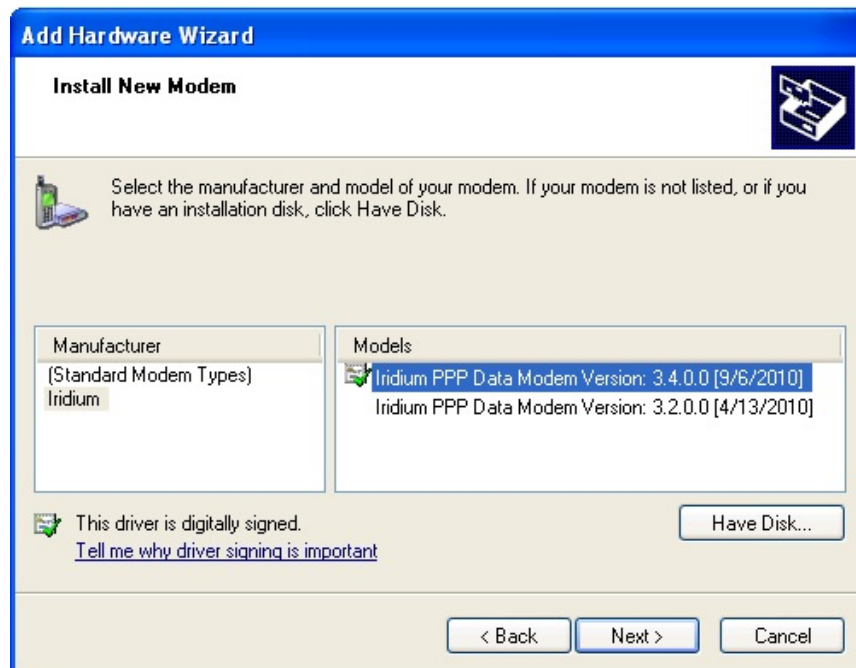 Add Hardware Wizard
Install New Modem
Select the manufacturer and model of your modem. If your modem is not listed, or if you
have an installation disk, click Have Disk.
Manufacturer
(Standard Modem Types)
Iridium
Models
Iridium PPP Data Modem Version: 3.4.0.0 [9/6/2010]
Iridium PPP Data Modem Version: 3.2.0.0 [4/13/2010]
This driver is digitally signed.
Tell me why driver signing is important
Have Disk...
< Back
Next >
Cancel